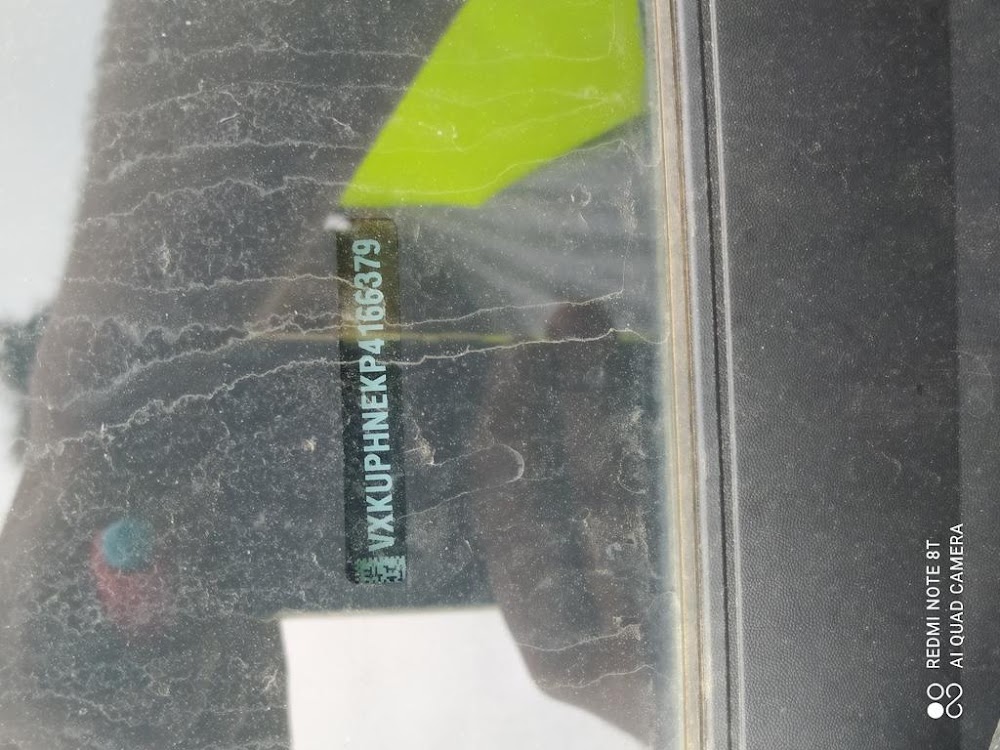 VXKUPHNEKP4166379
REDMI NOTE 8T
AI QUAD CAMERA